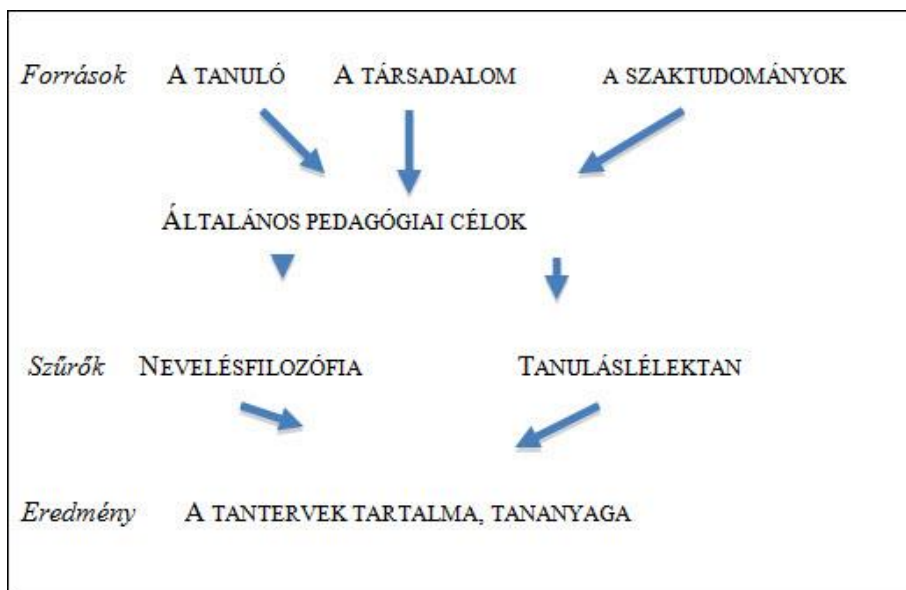 Források A TANULÓ A TÁRSADALOM A SZAKTUDOMÁNYOK
ÁLTALÁNOS PEDAGÓGIAI CÉLOK
Szűrők NEVELÉSFILOZÓFIA TANULÁSLÉLEKTAN
Eredmény A TANTERVEK TARTALMA, TANANYAGA